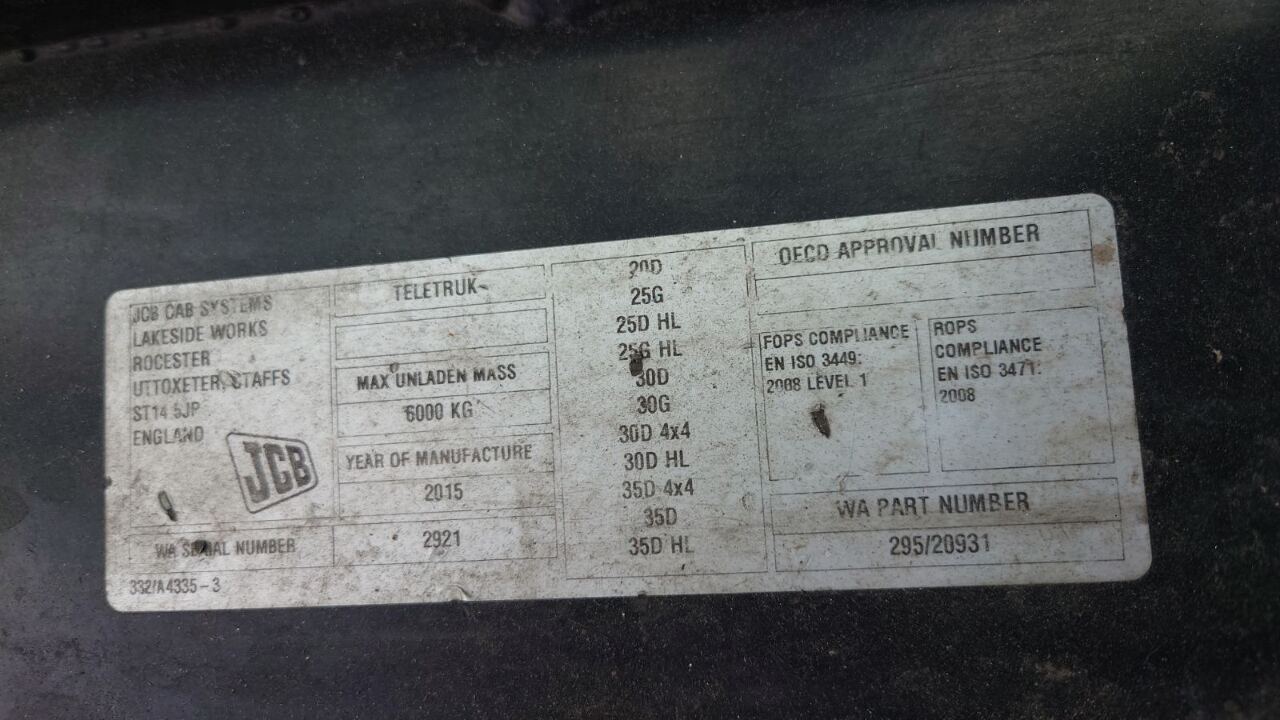 JCB CAB SYSTEMS
LAKESIDE WORKS
ROCESTER
UTTOXETER, STAFFS
ST14 5JP
ENGLAND
JCB
WA SERIAL NUMBER
332/A4335-3
TELETRUK
MAX UNLADEN MASS
6000 KG
YEAR OF MANUFACTURE
2015
2921
20D
25G
25D HL
25G HL
30D
30G
30D 4x4
30D HL
35D 4x4
35D
35D HL
OECD APPROVAL NUMBER
FOPS COMPLIANCE
EN ISO 3449:
2008 LEVEL 1
ROPS
COMPLIANCE
EN ISO 3471:
2008
WA PART NUMBER
295/20931